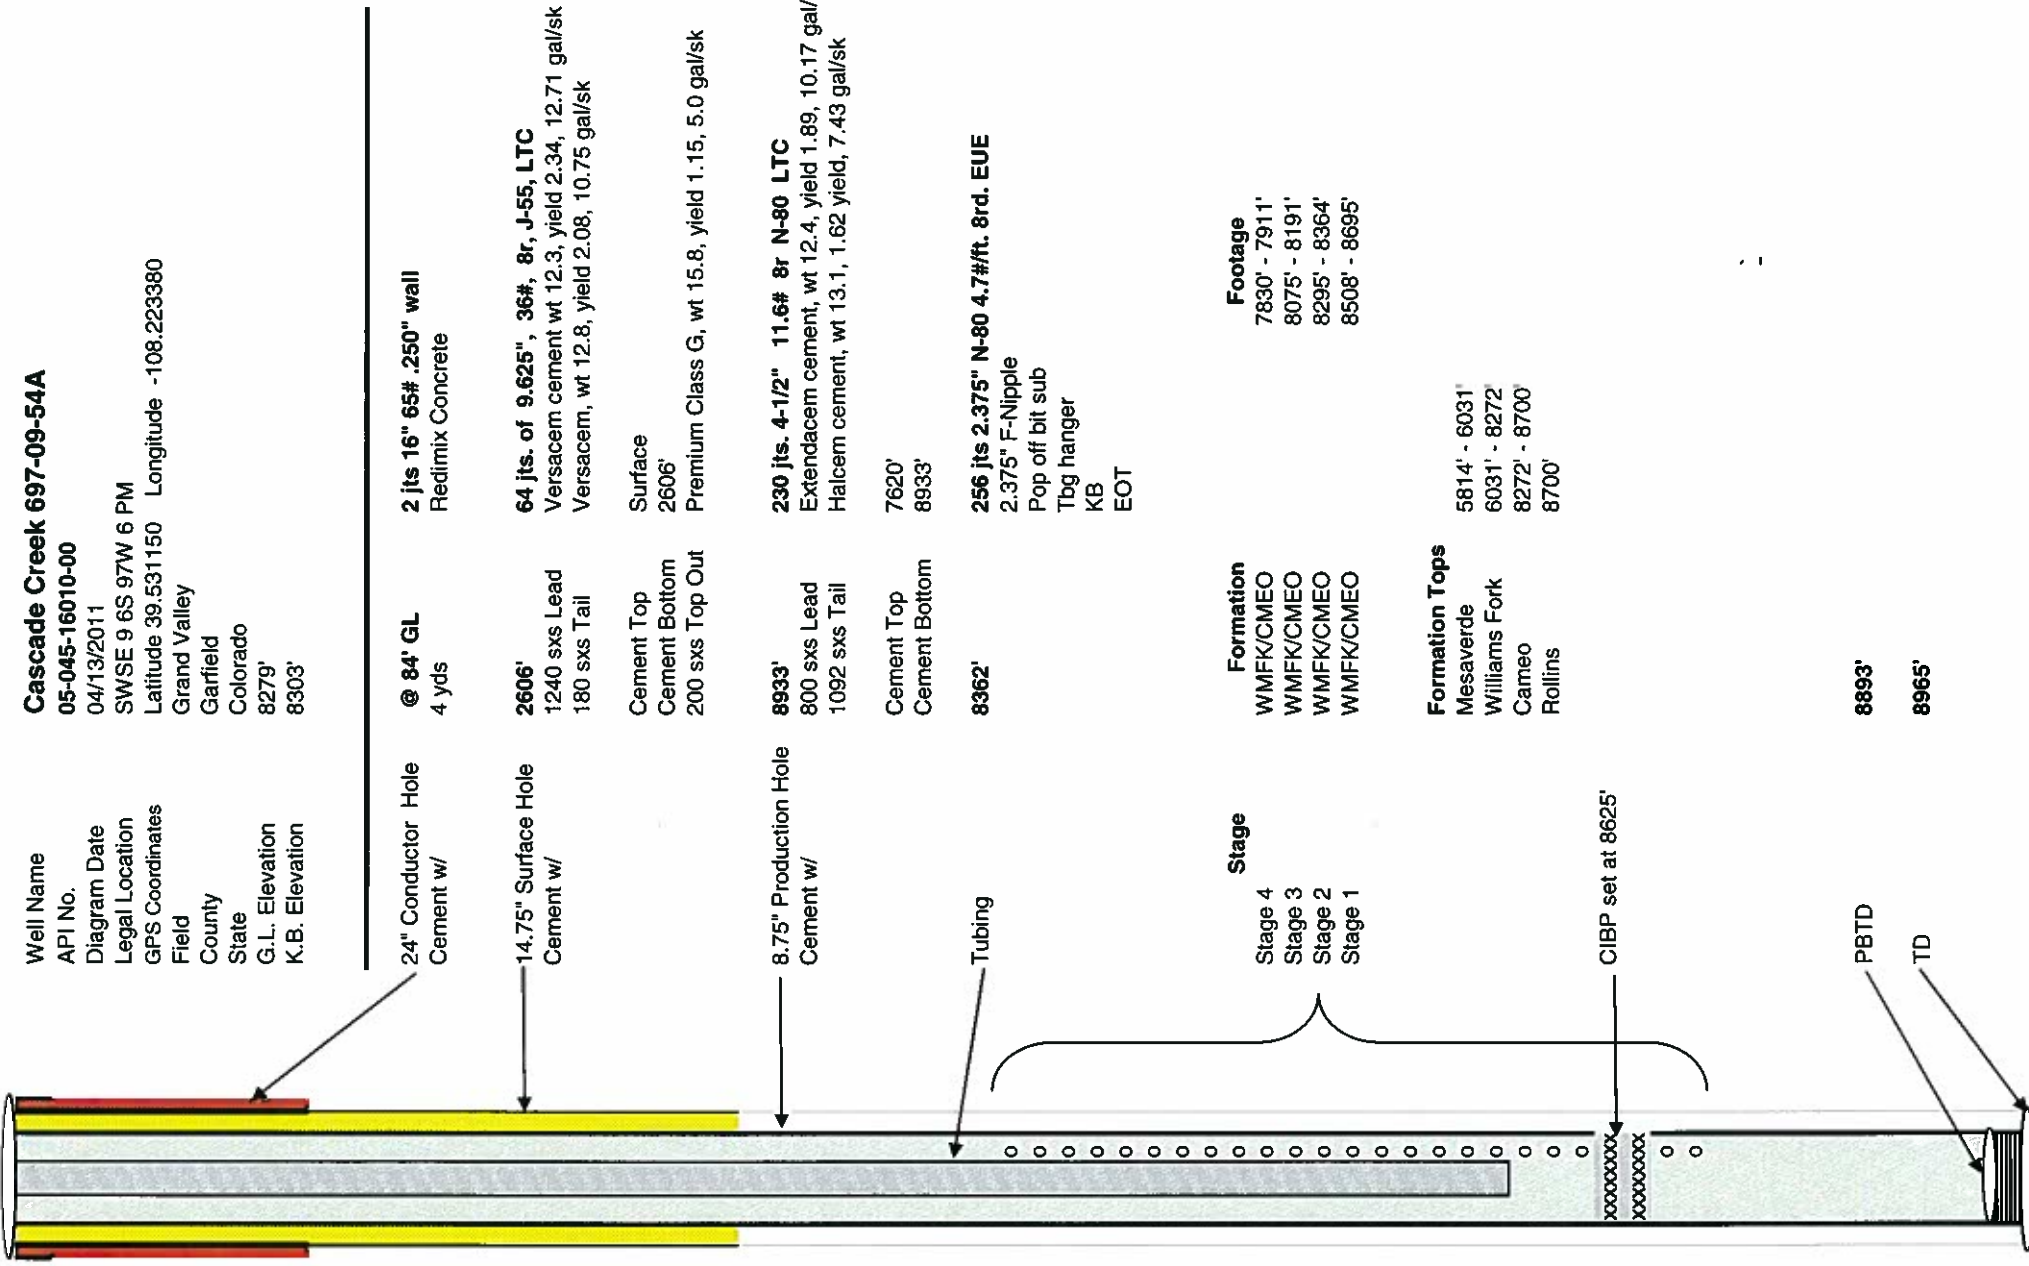 Well Name Cascade Creek 697-09-54A
API No. 05-045-16010-00
Diagram Date 04/13/2011
Legal Location SWSE 9 6S 97W 6 PM
GPS Coordinates Latitude 39.531150 Longitude -108.223380
Field Grand Valley
County Garfield
State Colorado
G.L. Elevation 8279'
K.B. Elevation 8303'
24" Conductor Hole @ 84' GL 2 jts 16" 65# .250" wall
Cement w/ 4 yds Redimix Concrete
14.75" Surface Hole 2606' 64 jts. of 9.625", 36#, 8r, J-55, LTC
Cement w/ 1240 sxs Lead Versacem cement wt 12.3, yield 2.34, 12.71 gal/sk
180 sxs Tail Versacem, wt 12.8, yield 2.08, 10.75 gal/sk
Cement Top Surface
Cement Bottom 2606'
200 sxs Top Out Premium Class G, wt 15.8, yield 1.15, 5.0 gal/sk
8.75" Production Hole 8933' 230 jts. 4-1/2" 11.6# 8r N-80 LTC
Cement w/ 800 sxs Lead Extendacem cement, wt 12.4, yield 1.89, 10.17 gal/
1092 sxs Tail Halcem cement, wt 13.1, 1.62 yield, 7.43 gal/sk
Cement Top 7620'
Cement Bottom 8933'
Tubing 8362' 256 jts 2.375" N-80 4.7#/ft. 8rd. EUE
2.375" F-Nipple
Pop off bit sub
Tbg hanger
KB
EOT
Stage Formation Footage
Stage 4 WMFK/CMEO 7830' - 7911'
Stage 3 WMFK/CMEO 8075' - 8191'
Stage 2 WMFK/CMEO 8295' - 8364'
Stage 1 WMFK/CMEO 8508' - 8695'
Formation Tops
Mesaverde 5814' - 6031'
Williams Fork 6031' - 8272'
Cameo 8272' - 8700'
Rollins 8700'
CIBP set at 8625'
PBTD 8893'
TD 8965'
o o o o o o o o o o o o o o o o o o o o o xxxxxxxx xxxxxxxx o o